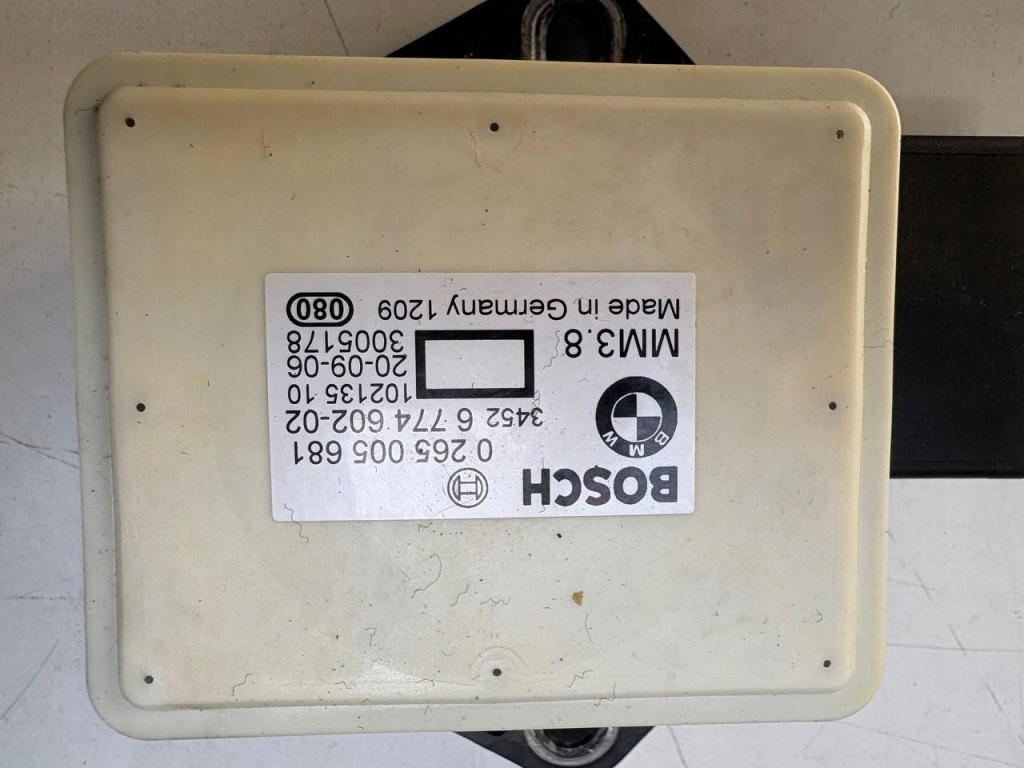 BOSCH
0 265 005 681
BMW
3452 6 774 602-02
102135 10
20-09-06
MM3.8
3005178
Made in Germany 1209
080